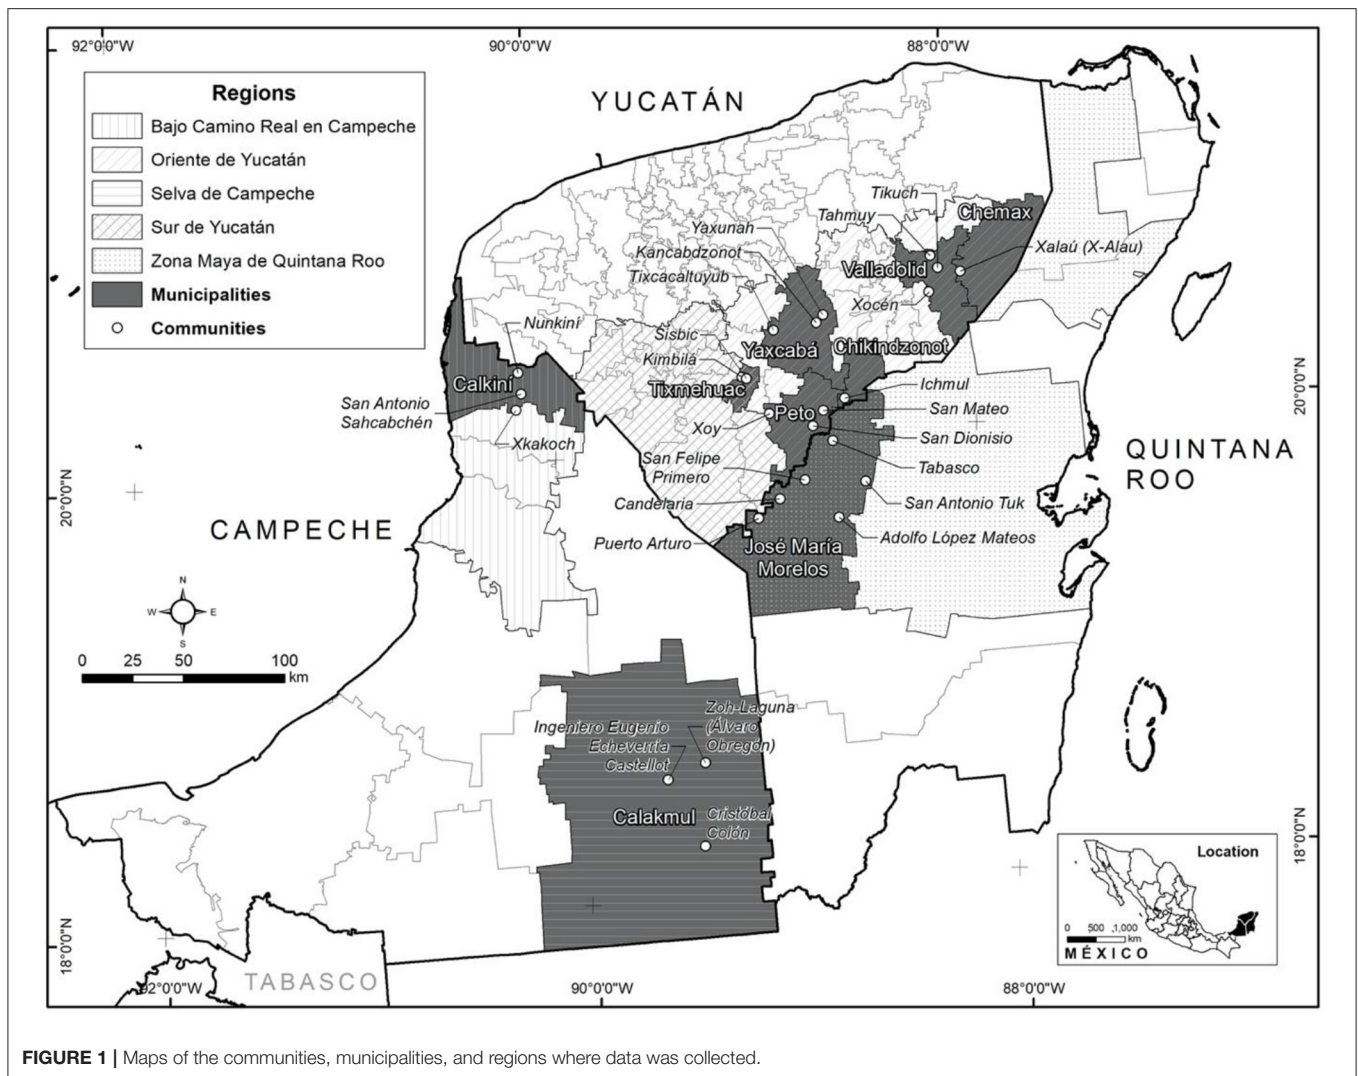 92°0'0"W
90°0'0"W
88°0'0"W
Regions
Bajo Camino Real en Campeche
Oriente de Yucatán
Selva de Campeche
Sur de Yucatán
Zona Maya de Quintana Roo
Municipalities
Communities
YUCATÁN
Tikuch
Chemax
Tahmuy
Yaxunah
Xalaú (X-Alau)
Kancabdzonot
Valladolid
Tixcacaltuyub
Xocén
Nunkiní
Sisbic
Yaxcabá
Chikindzonot
Kimbilá
Calkiní
Tixmehuac
Ichmul
20°0'0"N
San Antonio
Sahcabchén
Peto
San Mateo
Xkakoch
Xoy
San Dionisio
QUINTANA
ROO
San Felipe
Primero
Tabasco
20°0'0"N
Candelaria
San Antonio Tuk
CAMPECHE
Puerto Arturo
Adolfo López Mateos
José María
Morelos
N
W
E
S
0 25 50 100
km
Zoh-Laguna
(Álvaro
Obregón)
Ingeniero Eugenio
Echeverría
Castellot
Calakmul
Cristóbal
Colón
18°0'0"N
Location
0 500 1,000
km
MÉXICO
18°0'0"N
TABASCO
92°0'0"W
90°0'0"W
88°0'0"W
FIGURE 1 | Maps of the communities, municipalities, and regions where data was collected.